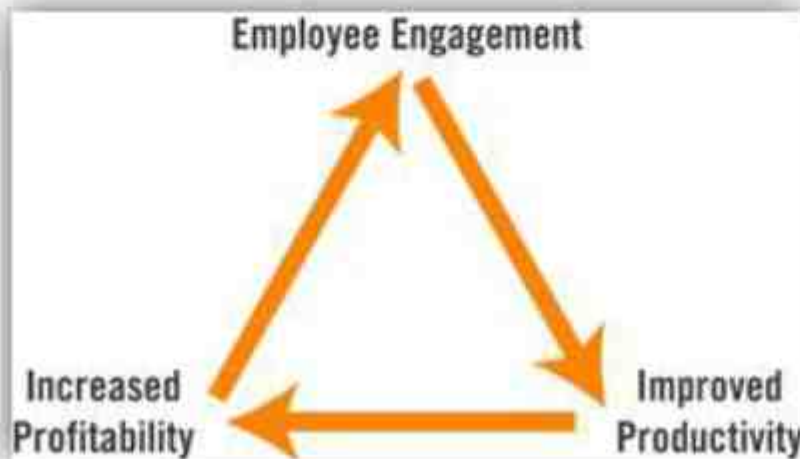 Employee Engagement
Increased
Profitability
Improved
Productivity